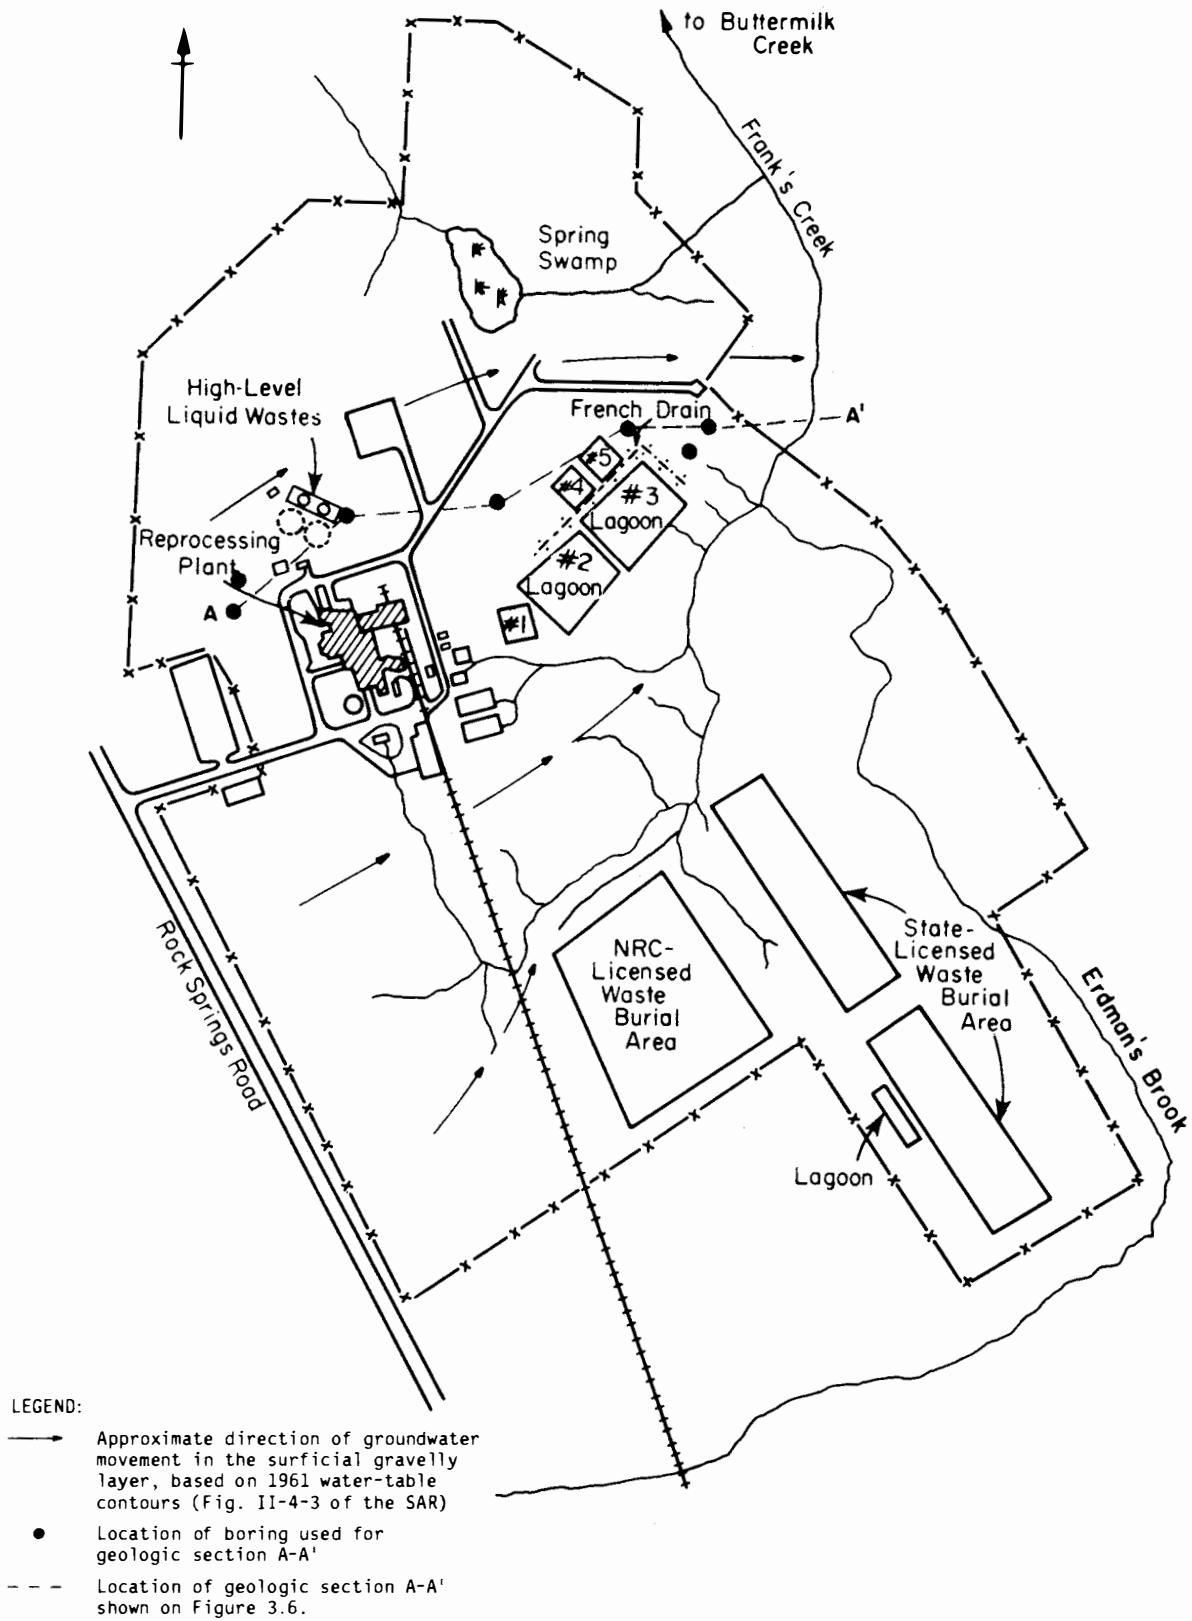 to Buttermilk
Creek
Frank's Creek
Spring
Swamp
High-Level
Liquid Wastes
French Drain
A'
#5
#4
#3
Lagoon
Reprocessing
Plant
#2
Lagoon
A
#1
NRC-
Licensed
Waste
Burial
Area
State-
Licensed
Waste
Burial
Area
Rock Springs Road
Erdman's Brook
Lagoon
LEGEND:
Approximate direction of groundwater
movement in the surficial gravelly
layer, based on 1961 water-table
contours (Fig. II-4-3 of the SAR)
Location of boring used for
geologic section A-A'
Location of geologic section A-A'
shown on Figure 3.6.